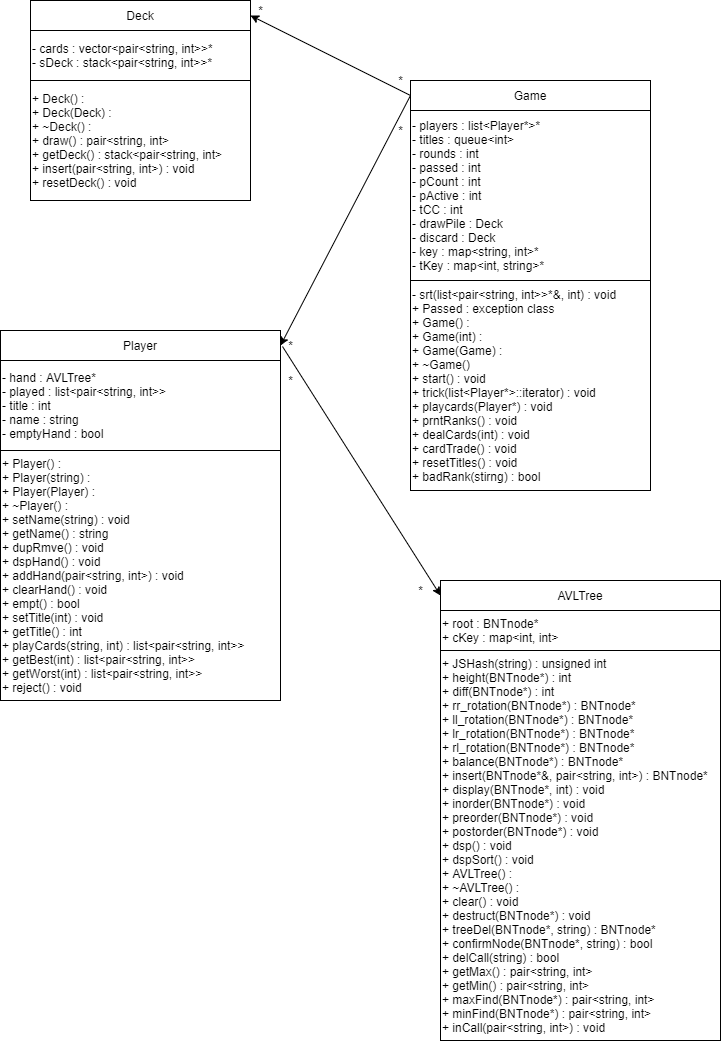 Deck
- cards : vector<pair<string, int>>*
- sDeck : stack<pair<string, int>>*
+ Deck() :
+ Deck(Deck) :
+ ~Deck() :
+ draw() : pair<string, int>
+ getDeck() : stack<pair<string, int>
+ insert(pair<string, int>) : void
+ resetDeck() : void
*
*
Game
*
- players : list<Player*>*
- titles : queue<int>
- rounds : int
- passed : int
- pCount : int
- pActive : int
- tCC : int
- drawPile : Deck
- discard : Deck
- key : map<string, int>*
- tKey : map<int, string>*
- srt(list<pair<string, int>>*&, int) : void
+ Passed : exception class
+ Game() :
+ Game(int) :
+ Game(Game) :
+ ~Game()
+ start() : void
+ trick(list<Player*>::iterator) : void
+ playcards(Player*) : void
+ prntRanks() : void
+ dealCards(int) : void
+ cardTrade() : void
+ resetTitles() : void
+ badRank(stirng) : bool
Player
*
*
- hand : AVLTree*
- played : list<pair<string, int>>
- title : int
- name : string
- emptyHand : bool
+ Player() :
+ Player(string) :
+ Player(Player) :
+ ~Player() :
+ setName(string) : void
+ getName() : string
+ dupRmve() : void
+ dspHand() : void
+ addHand(pair<string, int>) : void
+ clearHand() : void
+ empt() : bool
+ setTitle(int) : void
+ getTitle() : int
+ playCards(string, int) : list<pair<string, int>>
+ getBest(int) : list<pair<string, int>>
+ getWorst(int) : list<pair<string, int>>
+ reject() : void
*
AVLTree
+ root : BNTnode*
+ cKey : map<int, int>
+ JSHash(string) : unsigned int
+ height(BNTnode*) : int
+ diff(BNTnode*) : int
+ rr_rotation(BNTnode*) : BNTnode*
+ ll_rotation(BNTnode*) : BNTnode*
+ lr_rotation(BNTnode*) : BNTnode*
+ rl_rotation(BNTnode*) : BNTnode*
+ balance(BNTnode*) : BNTnode*
+ insert(BNTnode*&, pair<string, int>) : BNTnode*
+ display(BNTnode*, int) : void
+ inorder(BNTnode*) : void
+ preorder(BNTnode*) : void
+ postorder(BNTnode*) : void
+ dsp() : void
+ dspSort() : void
+ AVLTree() :
+ ~AVLTree() :
+ clear() : void
+ destruct(BNTnode*) : void
+ treeDel(BNTnode*, string) : BNTnode*
+ confirmNode(BNTnode*, string) : bool
+ delCall(string) : bool
+ getMax() : pair<string, int>
+ getMin() : pair<string, int>
+ maxFind(BNTnode*) : pair<string, int>
+ minFind(BNTnode*) : pair<string, int>
+ inCall(pair<string, int>) : void